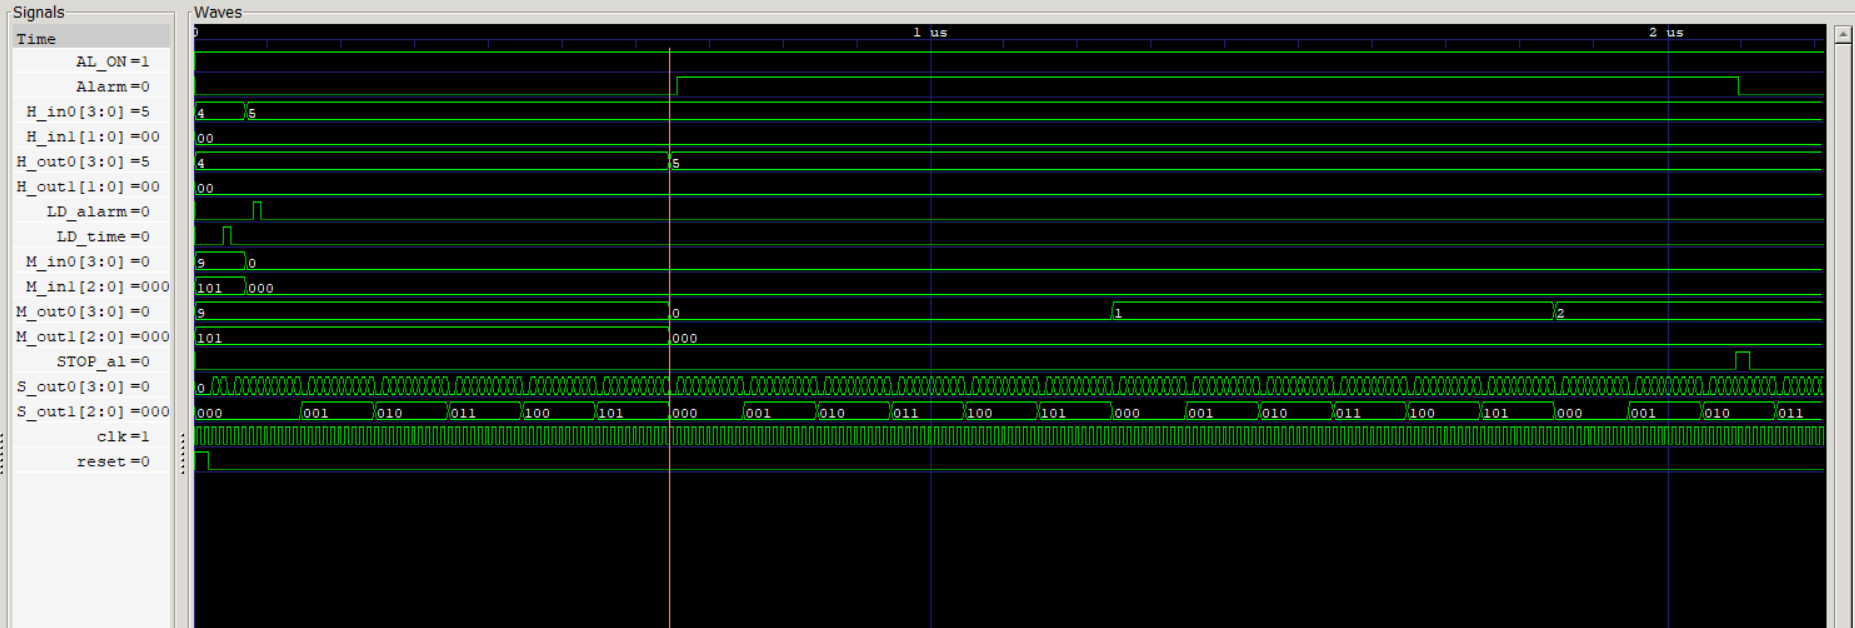 Signals Waves
Time 0 1 us 2 us
AL_ON=1
Alarm=0
H_in0[3:0]=5 4 5
H_in1[1:0]=00 00
H_out0[3:0]=5 4 5
H_out1[1:0]=00 00
LD_alarm=0
LD_time=0
M_in0[3:0]=0 9 0
M_in1[2:0]=000 101 000
M_out0[3:0]=0 9 0 1 2
M_out1[2:0]=000 101 000
STOP_al=0
S_out0[3:0]=0 0
S_out1[2:0]=000 000 001 010 011 100 101 000 001 010 011 100 101 000 001 010 011 100 101 000 001 010 011
clk=1
reset=0